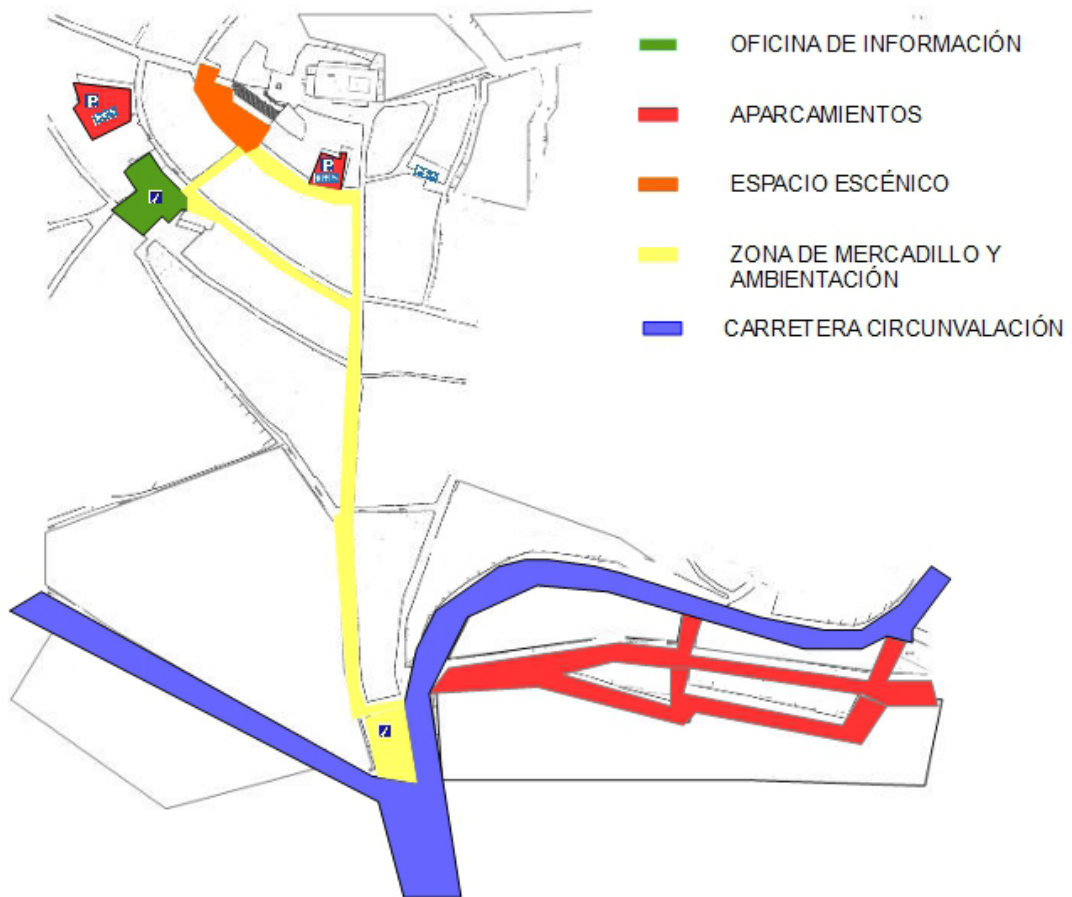 OFICINA DE INFORMACIÓN
APARCAMIENTOS
ESPACIO ESCÉNICO
ZONA DE MERCADILLO Y
AMBIENTACIÓN
CARRETERA CIRCUNVALACIÓN
P
P